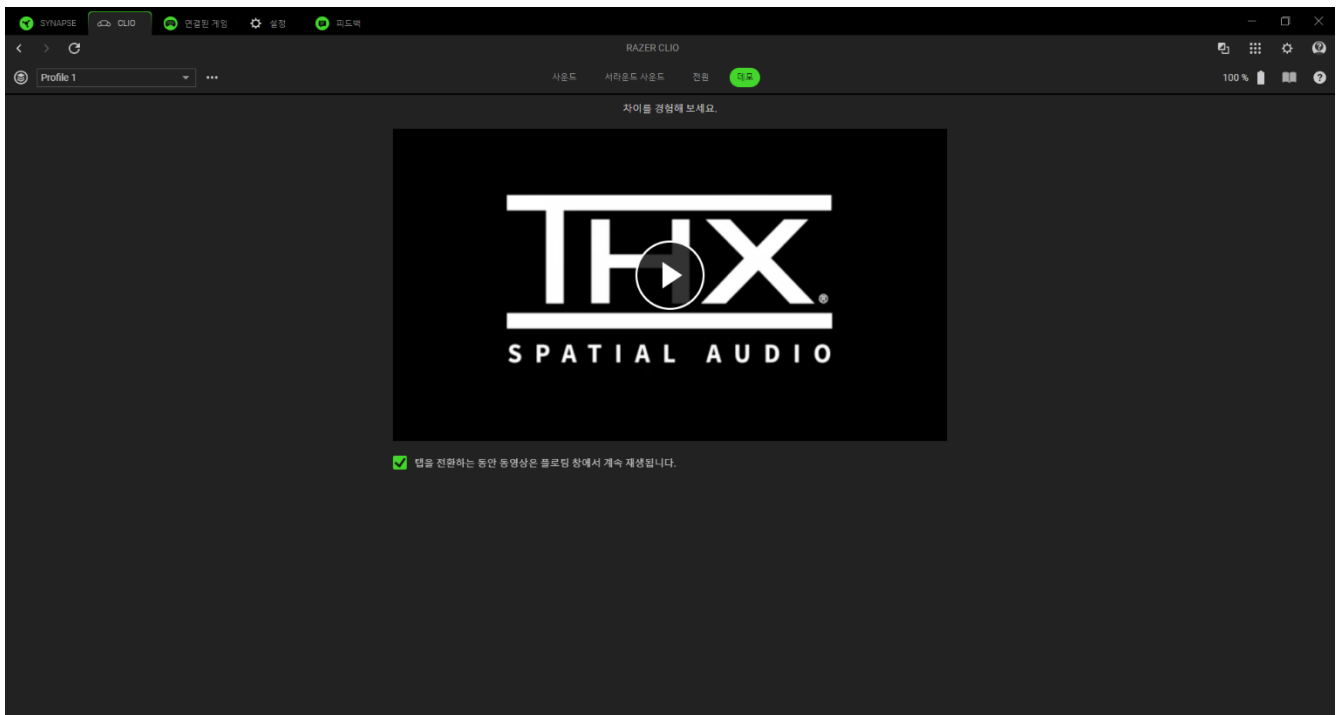 SYNAPSE CLIO 연결된 게임 설정 피드백
RAZER CLIO
Profile 1 사운드 서라운드 사운드 전원 데모 100 %
차이를 경험해 보세요.
THX®
SPATIAL AUDIO
탭을 전환하는 동안 동영상은 플로팅 창에서 계속 재생됩니다.